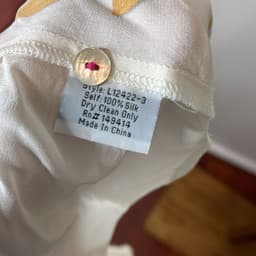 Style: L12422-3
Self: 100% Silk
Dry Clean Only
Rn# 149414
Made In China